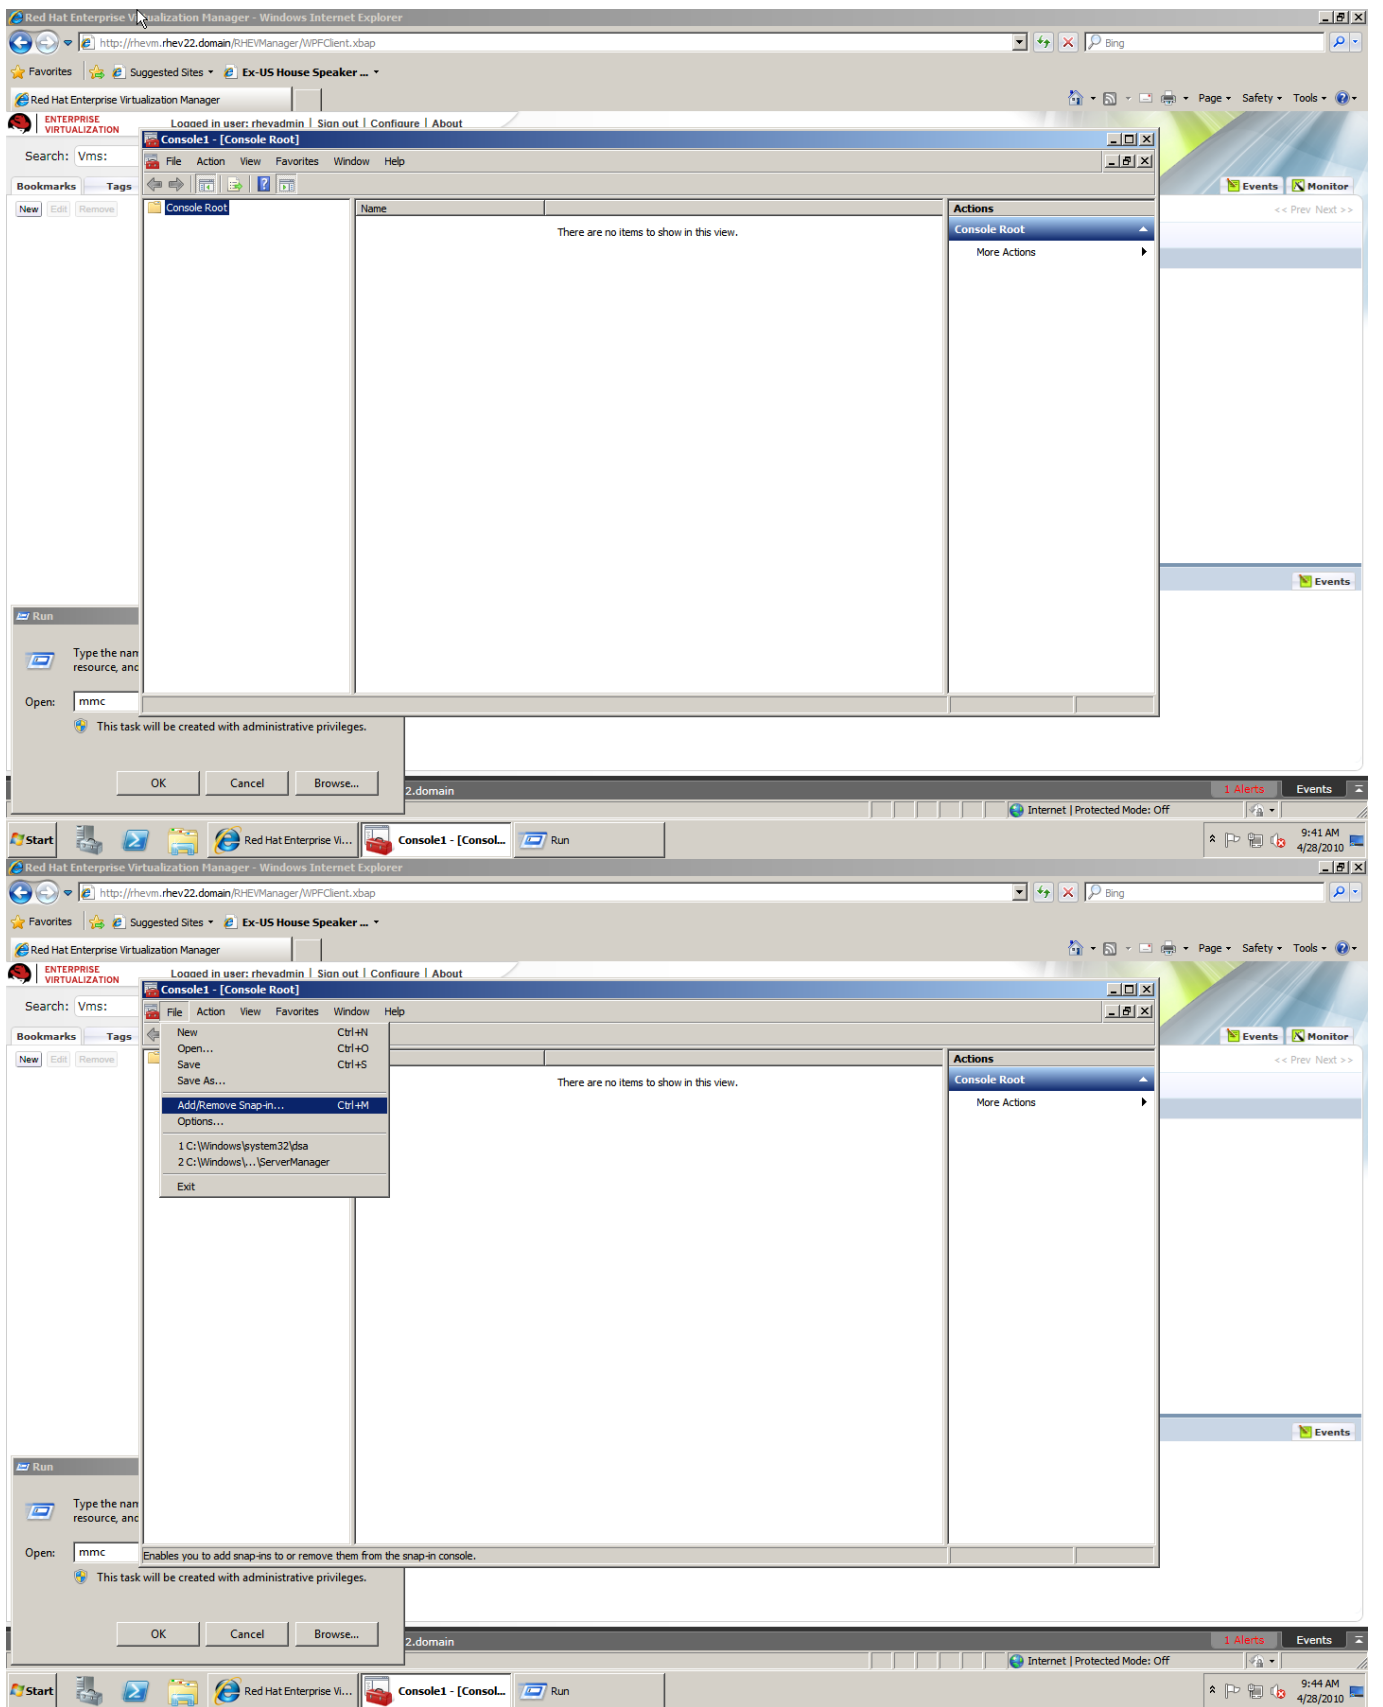 Red Hat Enterprise Virtualization Manager - Windows Internet Explorer
http://rhevm.rhev22.domain/RHEVManager/WPFClient.xbap
Bing
Favorites Suggested Sites Ex-US House Speaker ...
Red Hat Enterprise Virtualization Manager
Page Safety Tools
ENTERPRISE
VIRTUALIZATION
Logged in user: rhevadmin | Sign out | Configure | About
Console1 - [Console Root]
Search: Vms:
File Action View Favorites Window Help
Bookmarks Tags
Events Monitor
New Edit Remove
Console Root
Name
Actions
<< Prev Next >>
There are no items to show in this view.
Console Root
More Actions
Events
Run
Type the nam
resource, and
Open: mmc
This task will be created with administrative privileges.
OK Cancel Browse...
2.domain
1 Alerts Events
Internet | Protected Mode: Off
Start
Red Hat Enterprise Vi...
Console1 - [Consol...
Run
9:41 AM
4/28/2010
Red Hat Enterprise Virtualization Manager - Windows Internet Explorer
http://rhevm.rhev22.domain/RHEVManager/WPFClient.xbap
Bing
Favorites Suggested Sites Ex-US House Speaker ...
Red Hat Enterprise Virtualization Manager
Page Safety Tools
ENTERPRISE
VIRTUALIZATION
Logged in user: rhevadmin | Sign out | Configure | About
Console1 - [Console Root]
Search: Vms:
File Action View Favorites Window Help
Bookmarks Tags
Events Monitor
New Edit Remove
New Ctrl+N
Open... Ctrl+O
Save Ctrl+S
Save As...
Add/Remove Snap-in... Ctrl+M
Options...
1 C:\Windows\system32\dsa
2 C:\Windows\...\ServerManager
Exit
Actions
<< Prev Next >>
There are no items to show in this view.
Console Root
More Actions
Events
Run
Type the nam
resource, and
Open: mmc
Enables you to add snap-ins to or remove them from the snap-in console.
This task will be created with administrative privileges.
OK Cancel Browse...
2.domain
1 Alerts Events
Internet | Protected Mode: Off
Start
Red Hat Enterprise Vi...
Console1 - [Consol...
Run
9:44 AM
4/28/2010